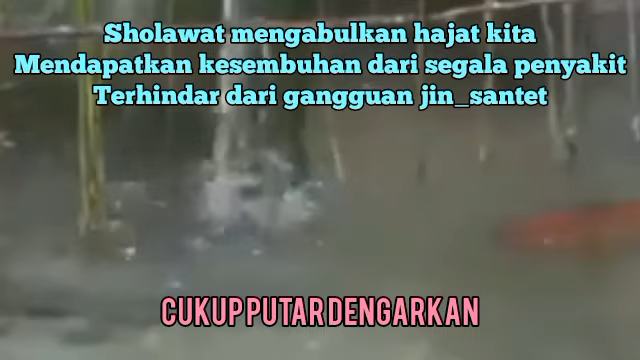 Sholawat mengabulkan hajat kita
Mendapatkan kesembuhan dari segala penyakit
Terhindar dari gangguan jin_santet
CUKUP PUTAR DENGARKAN